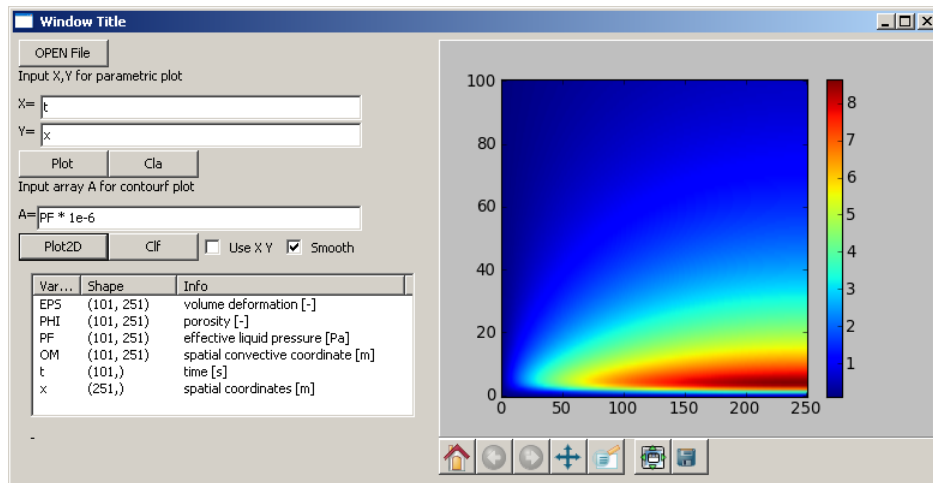 Window Title
OPEN File
Input X,Y for parametric plot
X= t
Y= x
Plot Cla
Input array A for contourf plot
A= PF * 1e-6
Plot2D Clf Use X Y Smooth
Var... Shape Info
EPS (101, 251) volume deformation [-]
PHI (101, 251) porosity [-]
PF (101, 251) effective liquid pressure [Pa]
OM (101, 251) spatial convective coordinate [m]
t (101,) time [s]
x (251,) spatial coordinates [m]
-
100
80
60
40
20
0
0 50 100 150 200 250
8
7
6
5
4
3
2
1